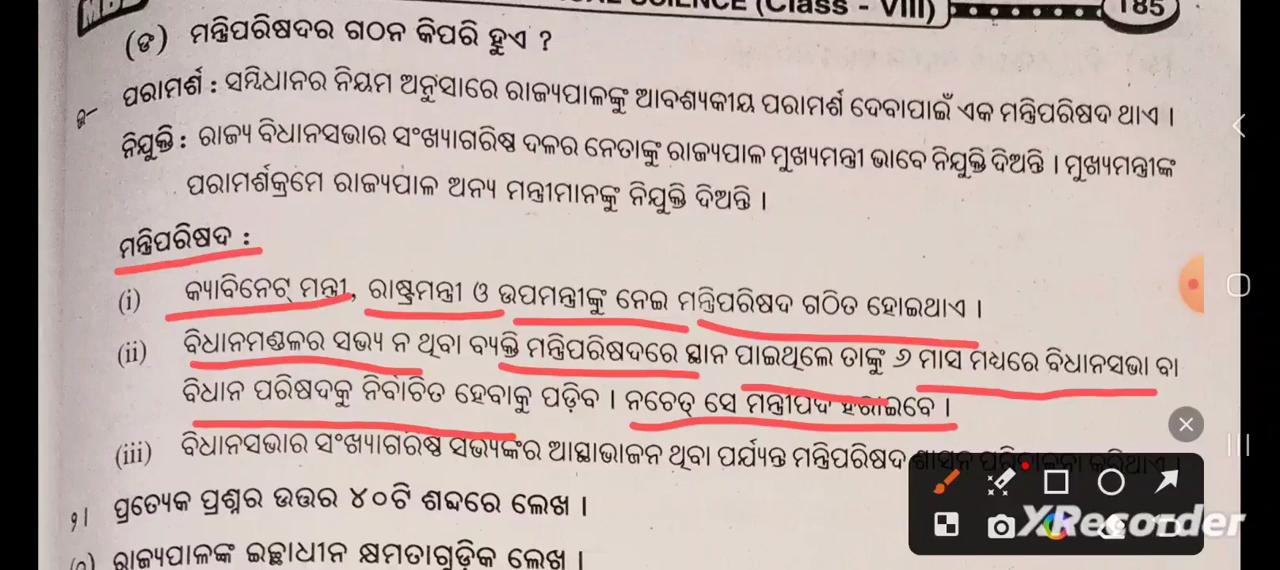 SCIENCE (Class - VIII)
185
(ଙ) ମନ୍ତ୍ରିପରିଷଦର ଗଠନ କିପରି ହୁଏ ?
ପରାମର୍ଶ : ସମ୍ବିଧାନର ନିୟମ ଅନୁସାରେ ରାଜ୍ୟପାଳଙ୍କୁ ଆବଶ୍ୟକୀୟ ପରାମର୍ଶ ଦେବାପାଇଁ ଏକ ମନ୍ତ୍ରିପରିଷଦ ଥାଏ ।
ନିଯୁକ୍ତି : ରାଜ୍ୟ ବିଧାନସଭାର ସଂଖ୍ୟାଗରିଷ୍ଠ ଦଳର ନେତାଙ୍କୁ ରାଜ୍ୟପାଳ ମୁଖ୍ୟମନ୍ତ୍ରୀ ଭାବେ ନିଯୁକ୍ତି ଦିଅନ୍ତି । ମୁଖ୍ୟମନ୍ତ୍ରୀଙ୍କ
ପରାମର୍ଶକ୍ରମେ ରାଜ୍ୟପାଳ ଅନ୍ୟ ମନ୍ତ୍ରୀମାନଙ୍କୁ ନିଯୁକ୍ତି ଦିଅନ୍ତି ।
ମନ୍ତ୍ରିପରିଷଦ :
(i) କ୍ୟାବିନେଟ୍ ମନ୍ତ୍ରୀ, ରାଷ୍ଟ୍ରମନ୍ତ୍ରୀ ଓ ଉପମନ୍ତ୍ରୀଙ୍କୁ ନେଇ ମନ୍ତ୍ରିପରିଷଦ ଗଠିତ ହୋଇଥାଏ ।
(ii) ବିଧାନମଣ୍ଡଳର ସଭ୍ୟ ନ ଥିବା ବ୍ୟକ୍ତି ମନ୍ତ୍ରିପରିଷଦରେ ସ୍ଥାନ ପାଇଥିଲେ ତାଙ୍କୁ ୬ ମାସ ମଧ୍ୟରେ ବିଧାନସଭା ବା
ବିଧାନ ପରିଷଦକୁ ନିର୍ବାଚିତ ହେବାକୁ ପଡ଼ିବ । ନଚେତ୍ ସେ ମନ୍ତ୍ରୀପଦ ହରାଇବେ ।
(iii) ବିଧାନସଭାର ସଂଖ୍ୟାଗରିଷ୍ଠ ସଭ୍ୟଙ୍କର ଆସ୍ଥାଭାଜନ ଥିବା ପର୍ଯ୍ୟନ୍ତ ମନ୍ତ୍ରିପରିଷଦ ଶାସନ ପରିଚାଳନା କରିଥାଏ ।
୨। ପ୍ରତ୍ୟେକ ପ୍ରଶ୍ନର ଉତ୍ତର ୪୦ଟି ଶବ୍ଦରେ ଲେଖ ।
XRecorder
ରାଜ୍ୟପାଳଙ୍କ ଇଚ୍ଛାଧୀନ କ୍ଷମତାଗୁଡ଼ିକ ଲେଖ ।